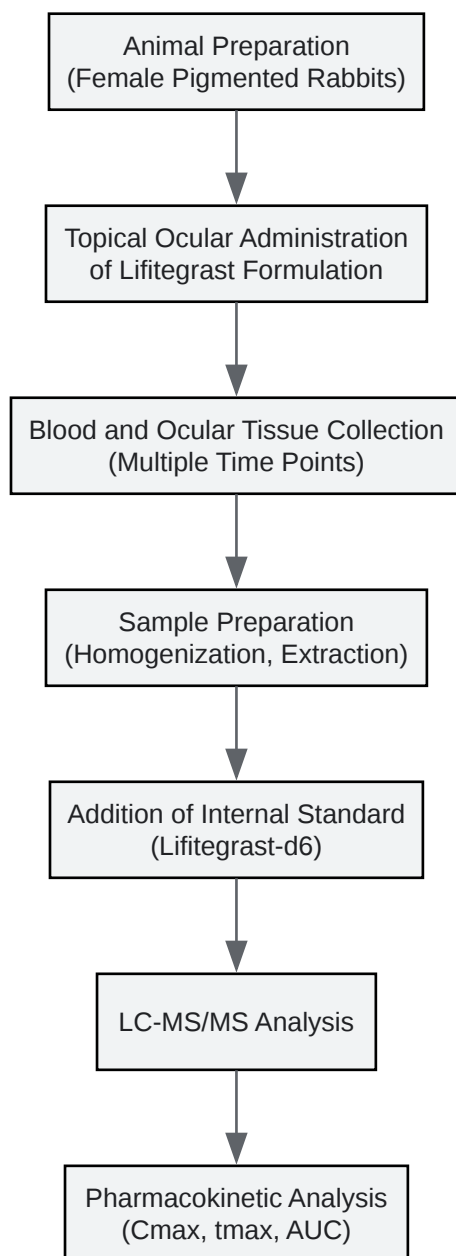 Animal Preparation
(Female Pigmented Rabbits)
Topical Ocular Administration
of Lifitegrast Formulation
Blood and Ocular Tissue Collection
(Multiple Time Points)
Sample Preparation
(Homogenization, Extraction)
Addition of Internal Standard
(Lifitegrast-d6)
LC-MS/MS Analysis
Pharmacokinetic Analysis
(Cmax, tmax, AUC)